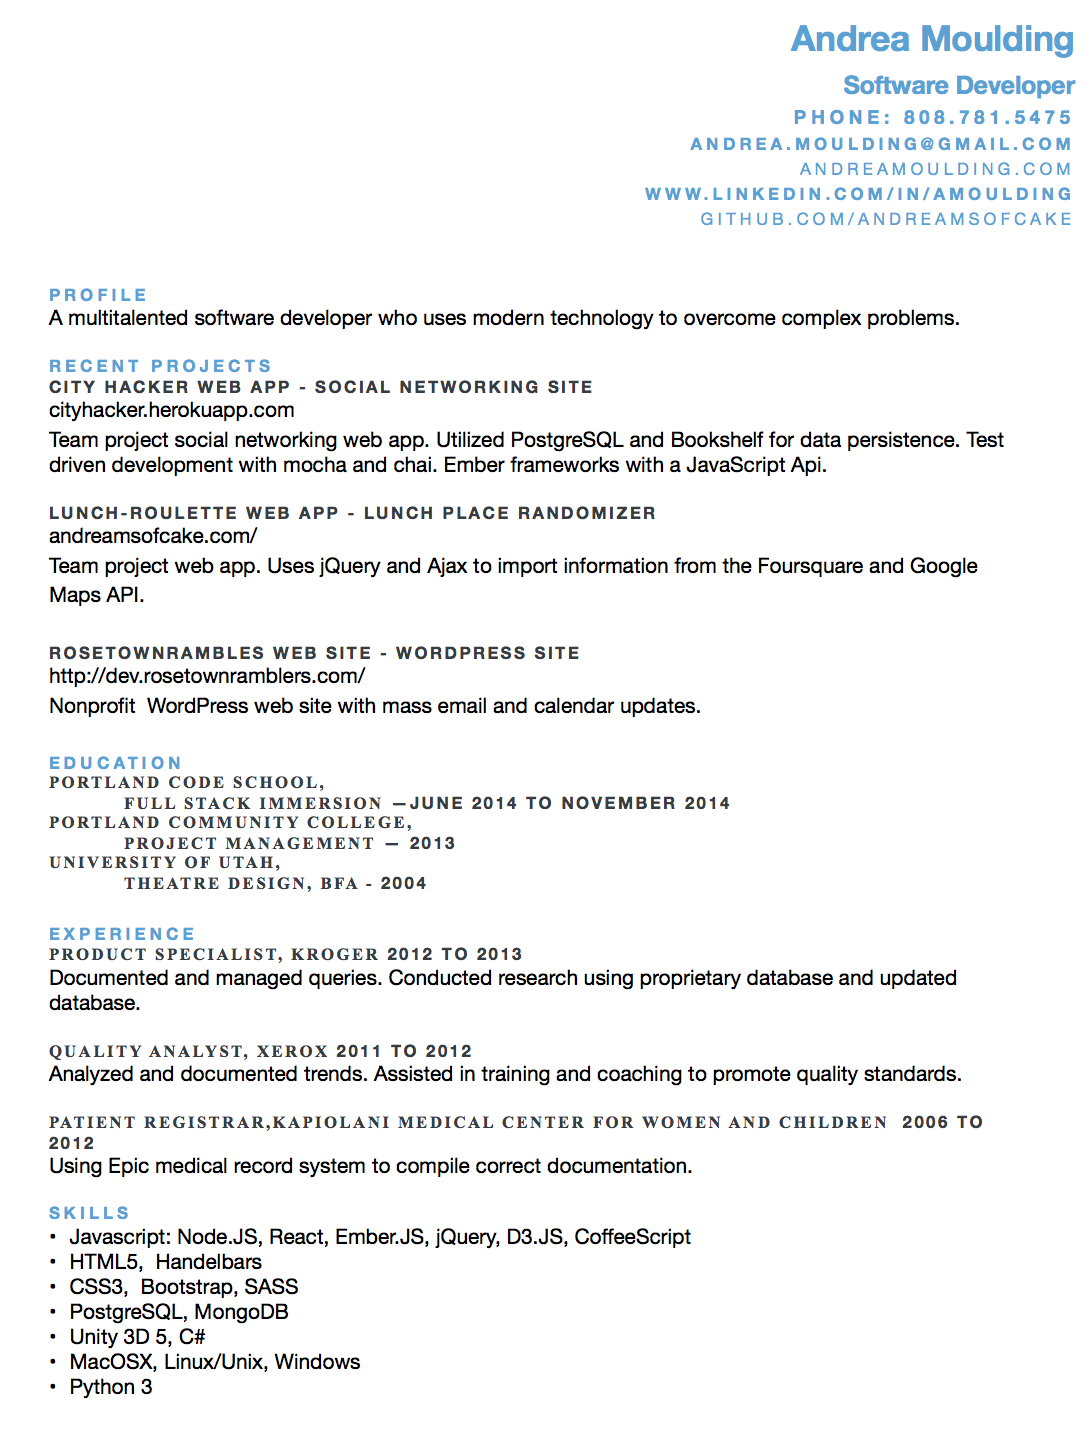 Andrea Moulding
Software Developer
PHONE: 808.781.5475
ANDREA.MOULDING@GMAIL.COM
ANDREAMOULDING.COM
WWW.LINKEDIN.COM/IN/AMOULDING
GITHUB.COM/ANDREAMSOFCAKE
PROFILE
A multitalented software developer who uses modern technology to overcome complex problems.
RECENT PROJECTS
CITY HACKER WEB APP - SOCIAL NETWORKING SITE
cityhacker.herokuapp.com
Team project social networking web app. Utilized PostgreSQL and Bookshelf for data persistence. Test
driven development with mocha and chai. Ember frameworks with a JavaScript Api.
LUNCH-ROULETTE WEB APP - LUNCH PLACE RANDOMIZER
andreamsofcake.com/
Team project web app. Uses jQuery and Ajax to import information from the Foursquare and Google
Maps API.
ROSETOWNRAMBLES WEB SITE - WORDPRESS SITE
http://dev.rosetownramblers.com/
Nonprofit  WordPress web site with mass email and calendar updates.
EDUCATION
PORTLAND CODE SCHOOL,
FULL STACK IMMERSION —JUNE 2014 TO NOVEMBER 2014
PORTLAND COMMUNITY COLLEGE,
PROJECT MANAGEMENT — 2013
UNIVERSITY OF UTAH,
THEATRE DESIGN, BFA - 2004
EXPERIENCE
PRODUCT SPECIALIST, KROGER 2012 TO 2013
Documented and managed queries. Conducted research using proprietary database and updated
database.
QUALITY ANALYST, XEROX 2011 TO 2012
Analyzed and documented trends. Assisted in training and coaching to promote quality standards.
PATIENT REGISTRAR,KAPIOLANI MEDICAL CENTER FOR WOMEN AND CHILDREN  2006 TO
2012
Using Epic medical record system to compile correct documentation.
SKILLS
• Javascript: Node.JS, React, Ember.JS, jQuery, D3.JS, CoffeeScript
• HTML5,  Handelbars
• CSS3,  Bootstrap, SASS
• PostgreSQL, MongoDB
• Unity 3D 5, C#
• MacOSX, Linux/Unix, Windows
• Python 3